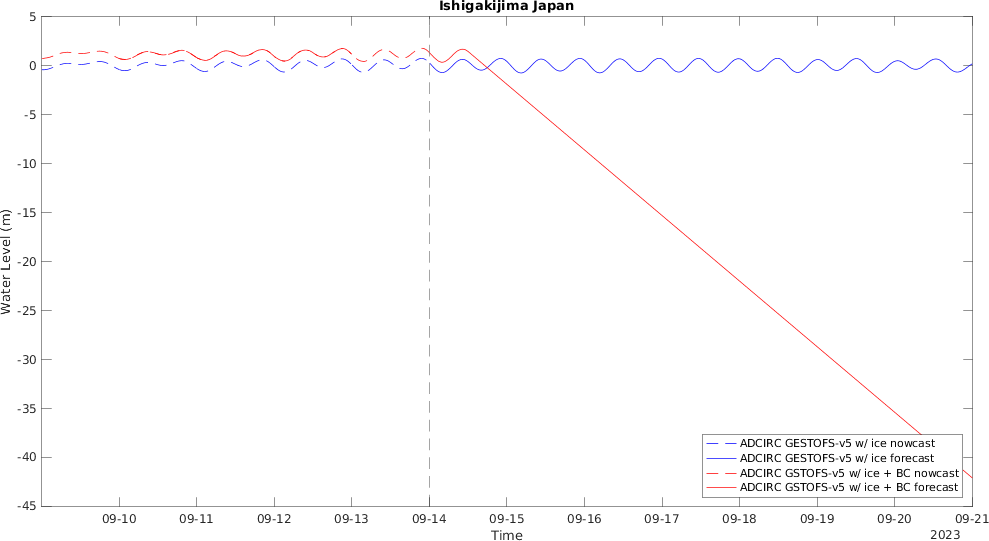 Ishigakijima Japan
Water Level (m)
5
0
-5
-10
-15
-20
-25
-30
-35
-40
-45
ADCIRC GESTOFS-v5 w/ ice nowcast
ADCIRC GESTOFS-v5 w/ ice forecast
ADCIRC GSTOFS-v5 w/ ice + BC nowcast
ADCIRC GSTOFS-v5 w/ ice + BC forecast
09-10 09-11 09-12 09-13 09-14 09-15 09-16 09-17 09-18 09-19 09-20 09-21
Time
2023